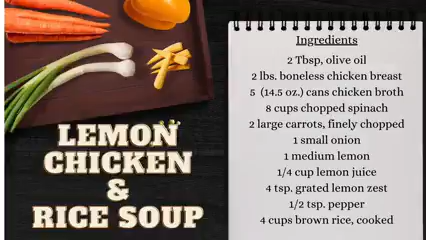 LEMON
CHICKEN
&
RICE SOUP
Ingredients
2 Tbsp, olive oil
2 lbs. boneless chicken breast
5 (14.5 oz.) cans chicken broth
8 cups chopped spinach
2 large carrots, finely chopped
1 small onion
1 medium lemon
1/4 cup lemon juice
4 tsp. grated lemon zest
1/2 tsp. pepper
4 cups brown rice, cooked